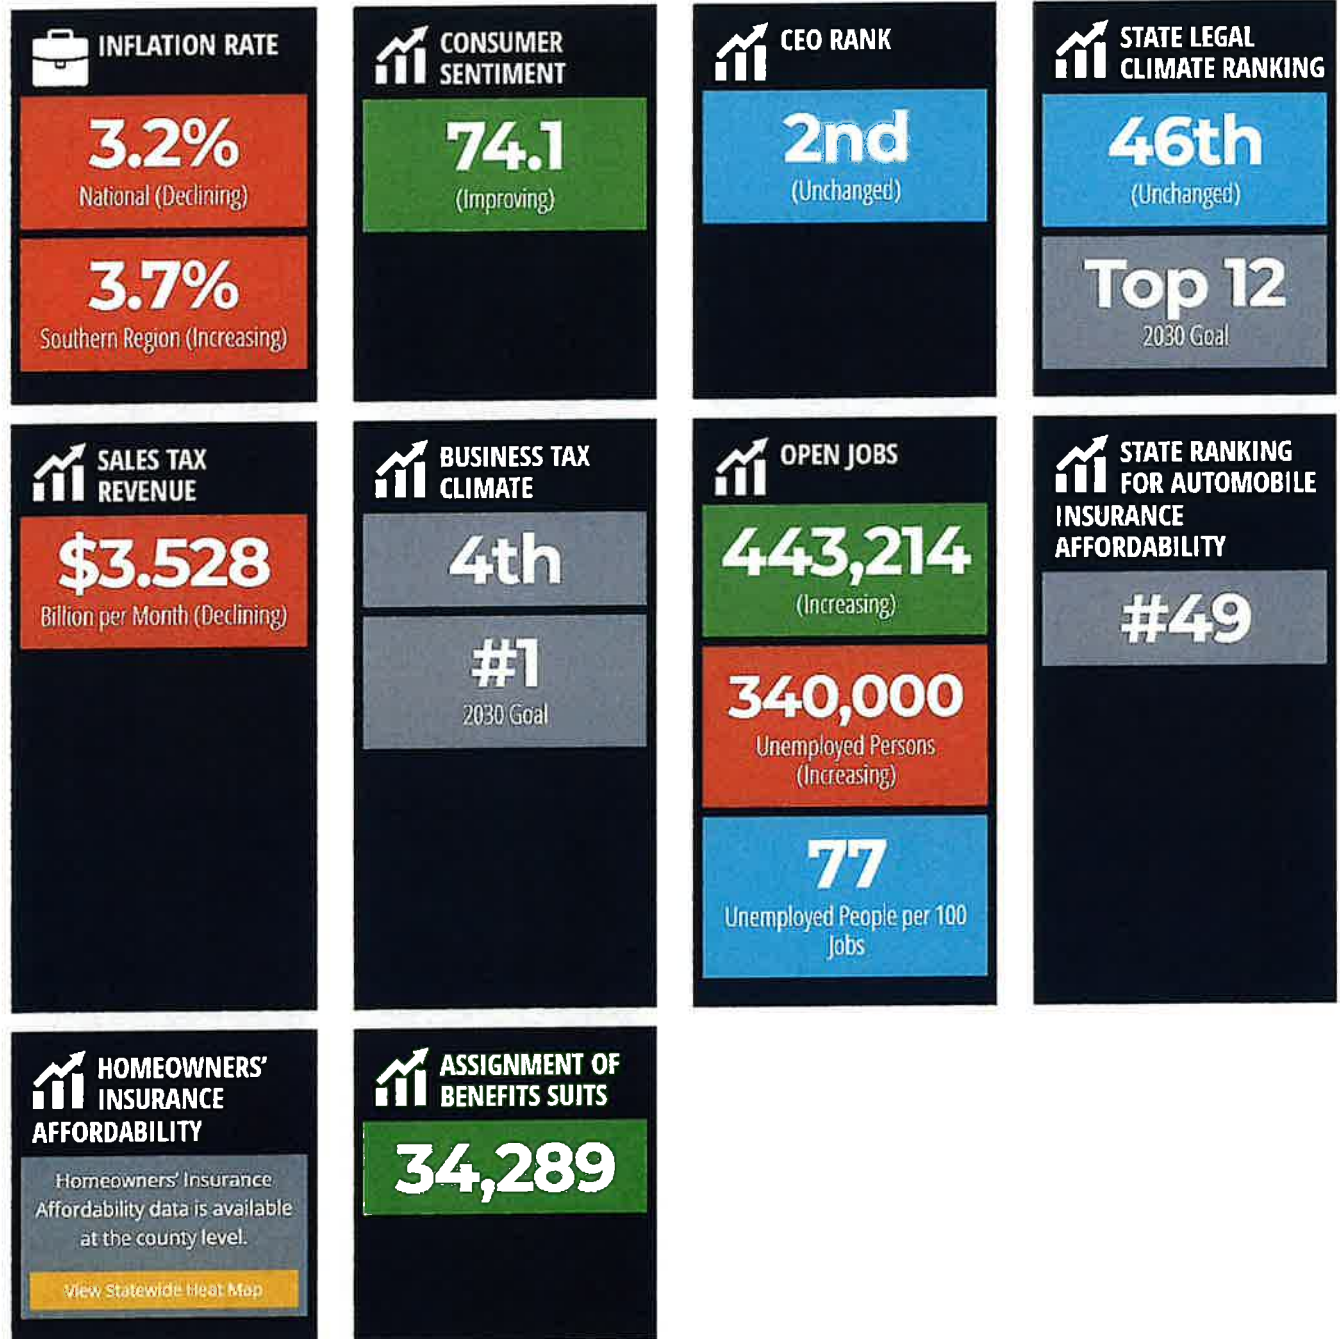 INFLATION RATE
3.2%
National (Declining)
3.7%
Southern Region (Increasing)
CONSUMER
SENTIMENT
74.1
(Improving)
CEO RANK
2nd
(Unchanged)
STATE LEGAL
CLIMATE RANKING
46th
(Unchanged)
Top 12
2030 Goal
SALES TAX
REVENUE
$3.528
Billion per Month (Declining)
BUSINESS TAX
CLIMATE
4th
#1
2030 Goal
OPEN JOBS
443,214
(Increasing)
340,000
Unemployed Persons
(Increasing)
77
Unemployed People per 100
Jobs
STATE RANKING
FOR AUTOMOBILE
INSURANCE
AFFORDABILITY
#49
HOMEOWNERS'
INSURANCE
AFFORDABILITY
Homeowners' Insurance
Affordability data is available
at the county level.
View Statewide Heat Map
ASSIGNMENT OF
BENEFITS SUITS
34,289